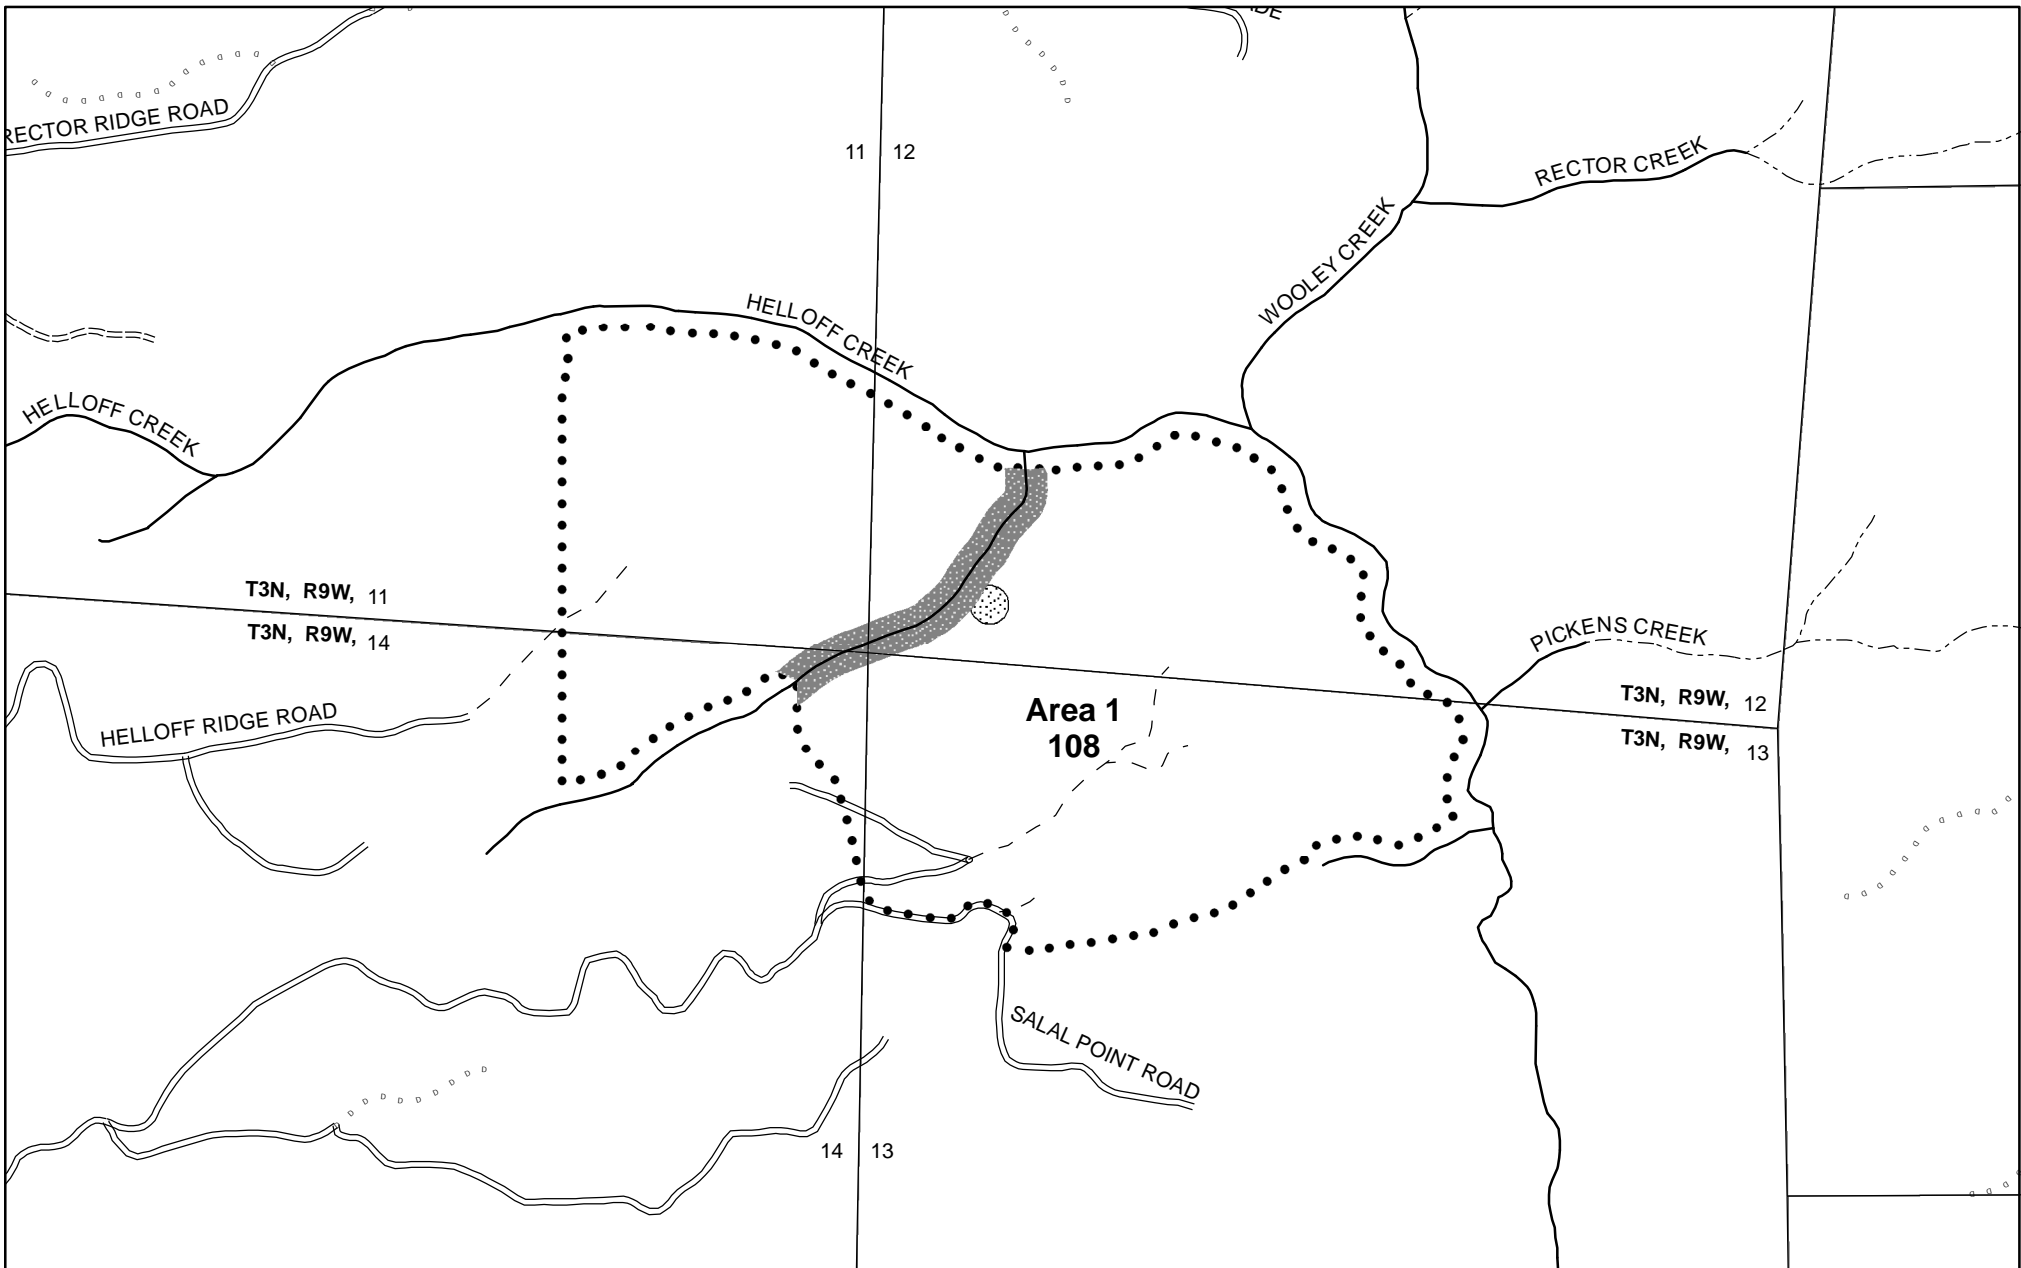 RECTOR RIDGE ROAD
11 12
RECTOR CREEK
WOOLEY CREEK
HELLOFF CREEK
HELLOFF CREEK
T3N, R9W, 11
T3N, R9W, 14
PICKENS CREEK
T3N, R9W, 12
T3N, R9W, 13
Area 1
108
HELLOFF RIDGE ROAD
SALAL POINT ROAD
14 13